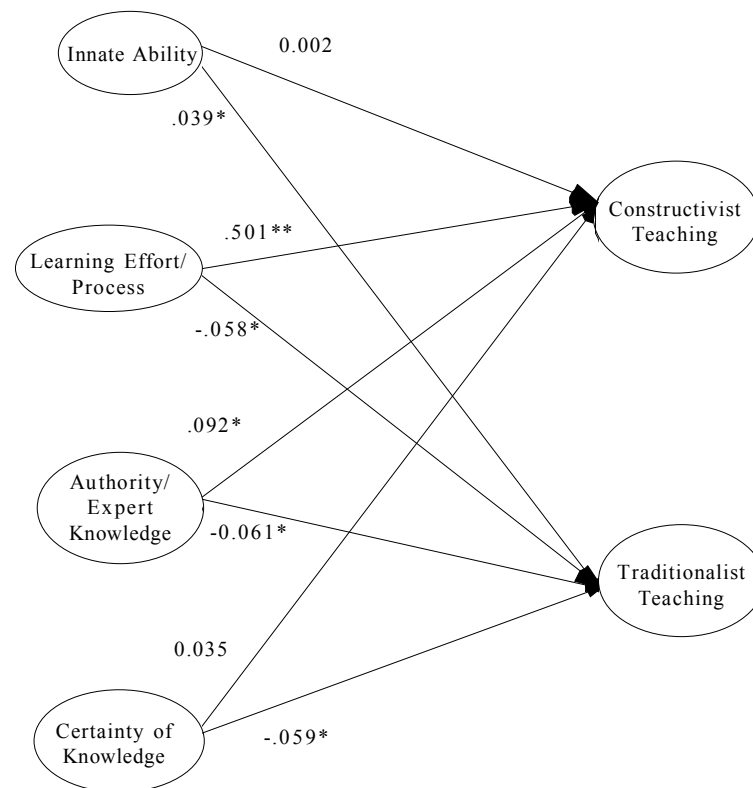 0.002
Innate Ability
.039*
Constructivist
Teaching
.501**
Learning Effort/
Process
-.058*
.092*
Authority/
Expert
Knowledge
-0.061*
Traditionalist
Teaching
0.035
Certainty of
Knowledge
-.059*